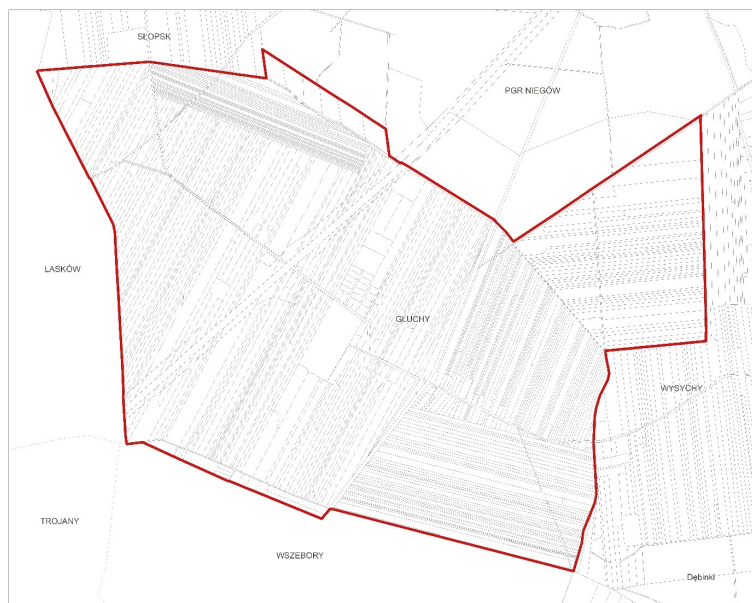 SŁOPSK
PGR NIEGÓW
LASKÓW
GŁUCHY
WYSYCHY
TROJANY
WSZEBORY
Dębinki